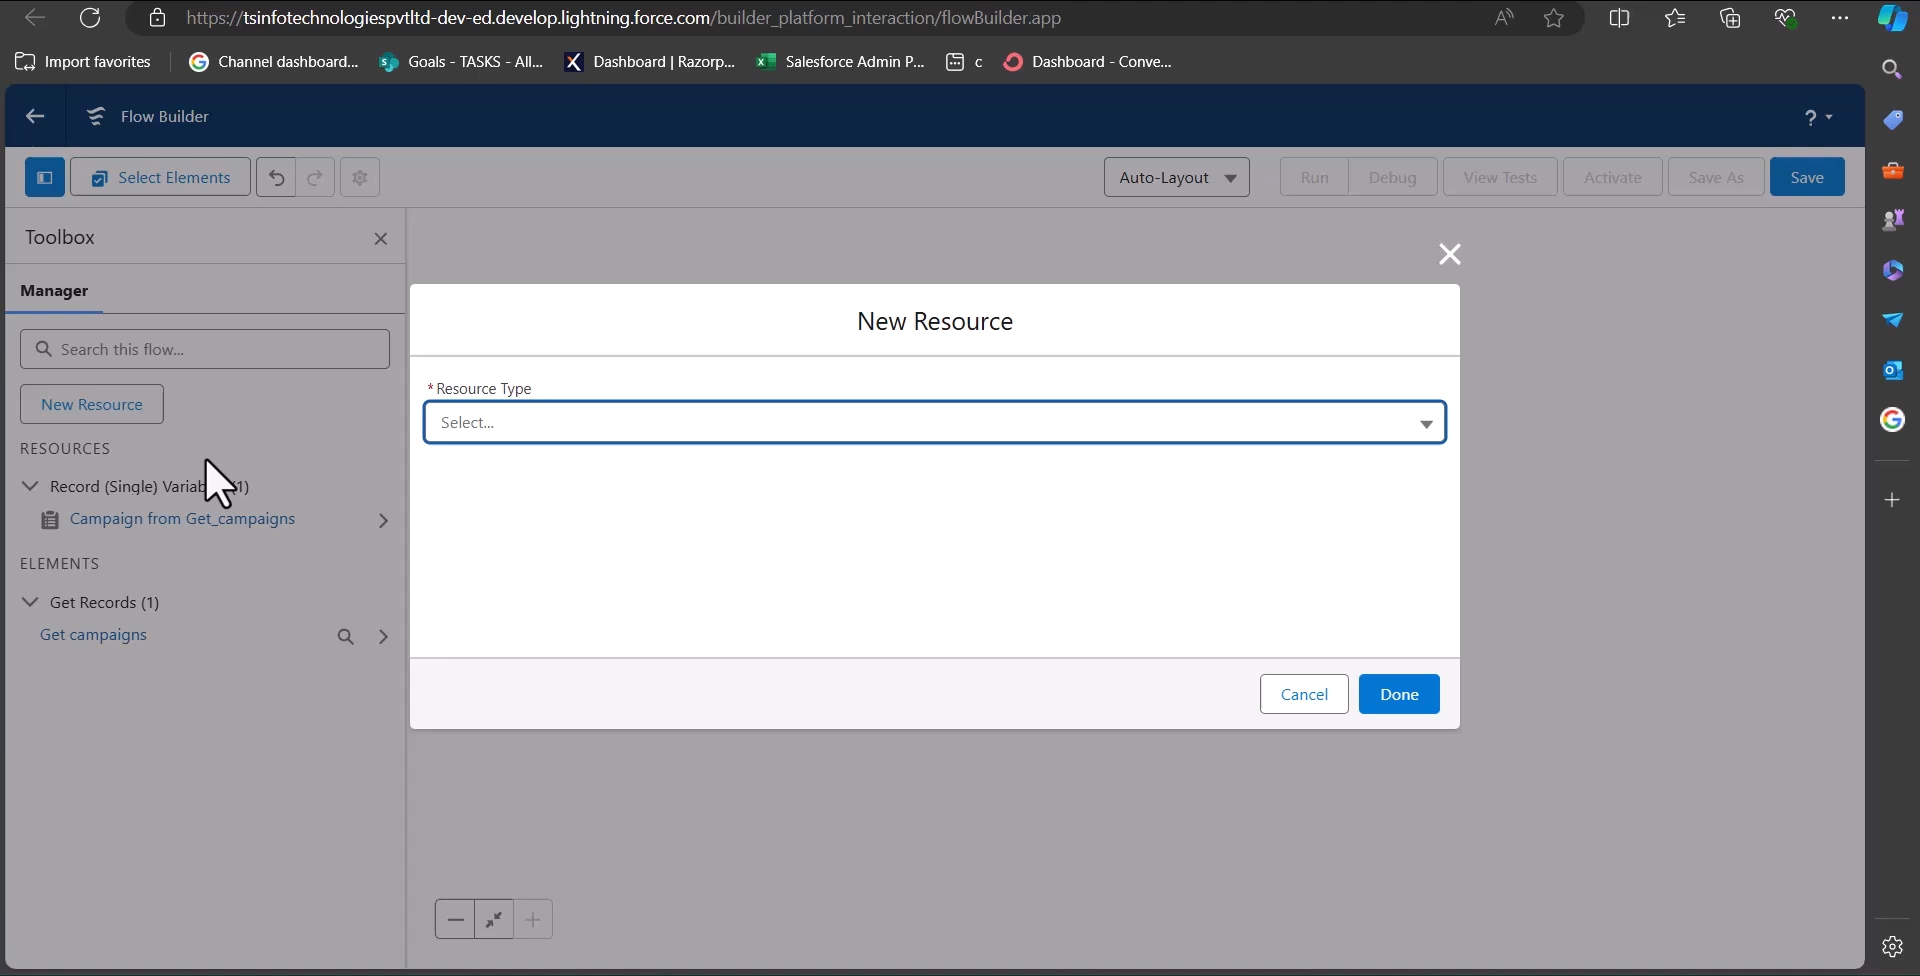 https://tsinfotechnologiespvtltd-dev-ed.develop.lightning.force.com/builder_platform_interaction/flowBuilder.app
Import favorites
Channel dashboard...
Goals - TASKS - All...
Dashboard | Razorp...
Salesforce Admin P...
c
Dashboard - Conve...
Flow Builder
?
Select Elements
Auto-Layout
Run
Debug
View Tests
Activate
Save As
Save
Toolbox
Manager
Search this flow...
New Resource
RESOURCES
Record (Single) Variab 1)
Campaign from Get_campaigns
ELEMENTS
Get Records (1)
Get campaigns
New Resource
* Resource Type
Select...
Cancel
Done